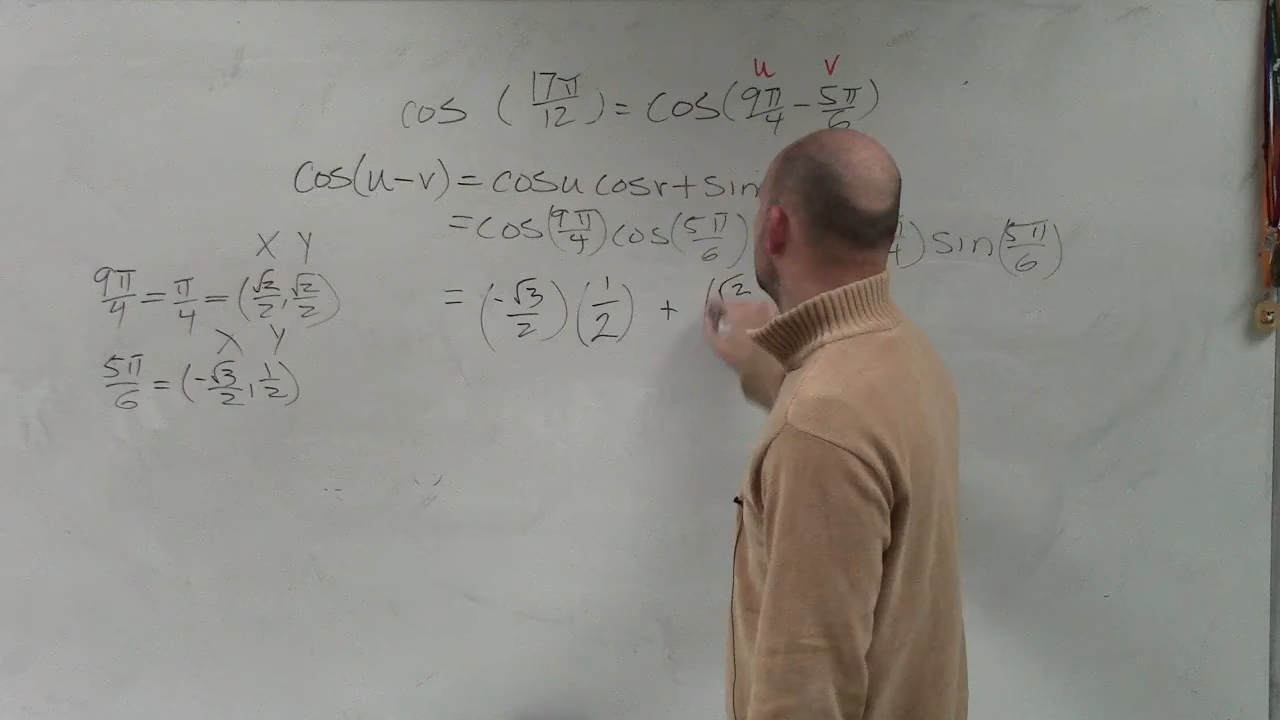 u v
cos (17π/12) = cos(9π/4 - 5π/6)
cos(u-v) = cosu cosv + sin
= cos(9π/4) cos(5π/6) 4) sin(5π/6)
X Y
9π/4 = π/4 = (√2/2, √2/2)
= (-√3/2)(1/2) + (√2
X Y
5π/6 = (-√3/2, 1/2)